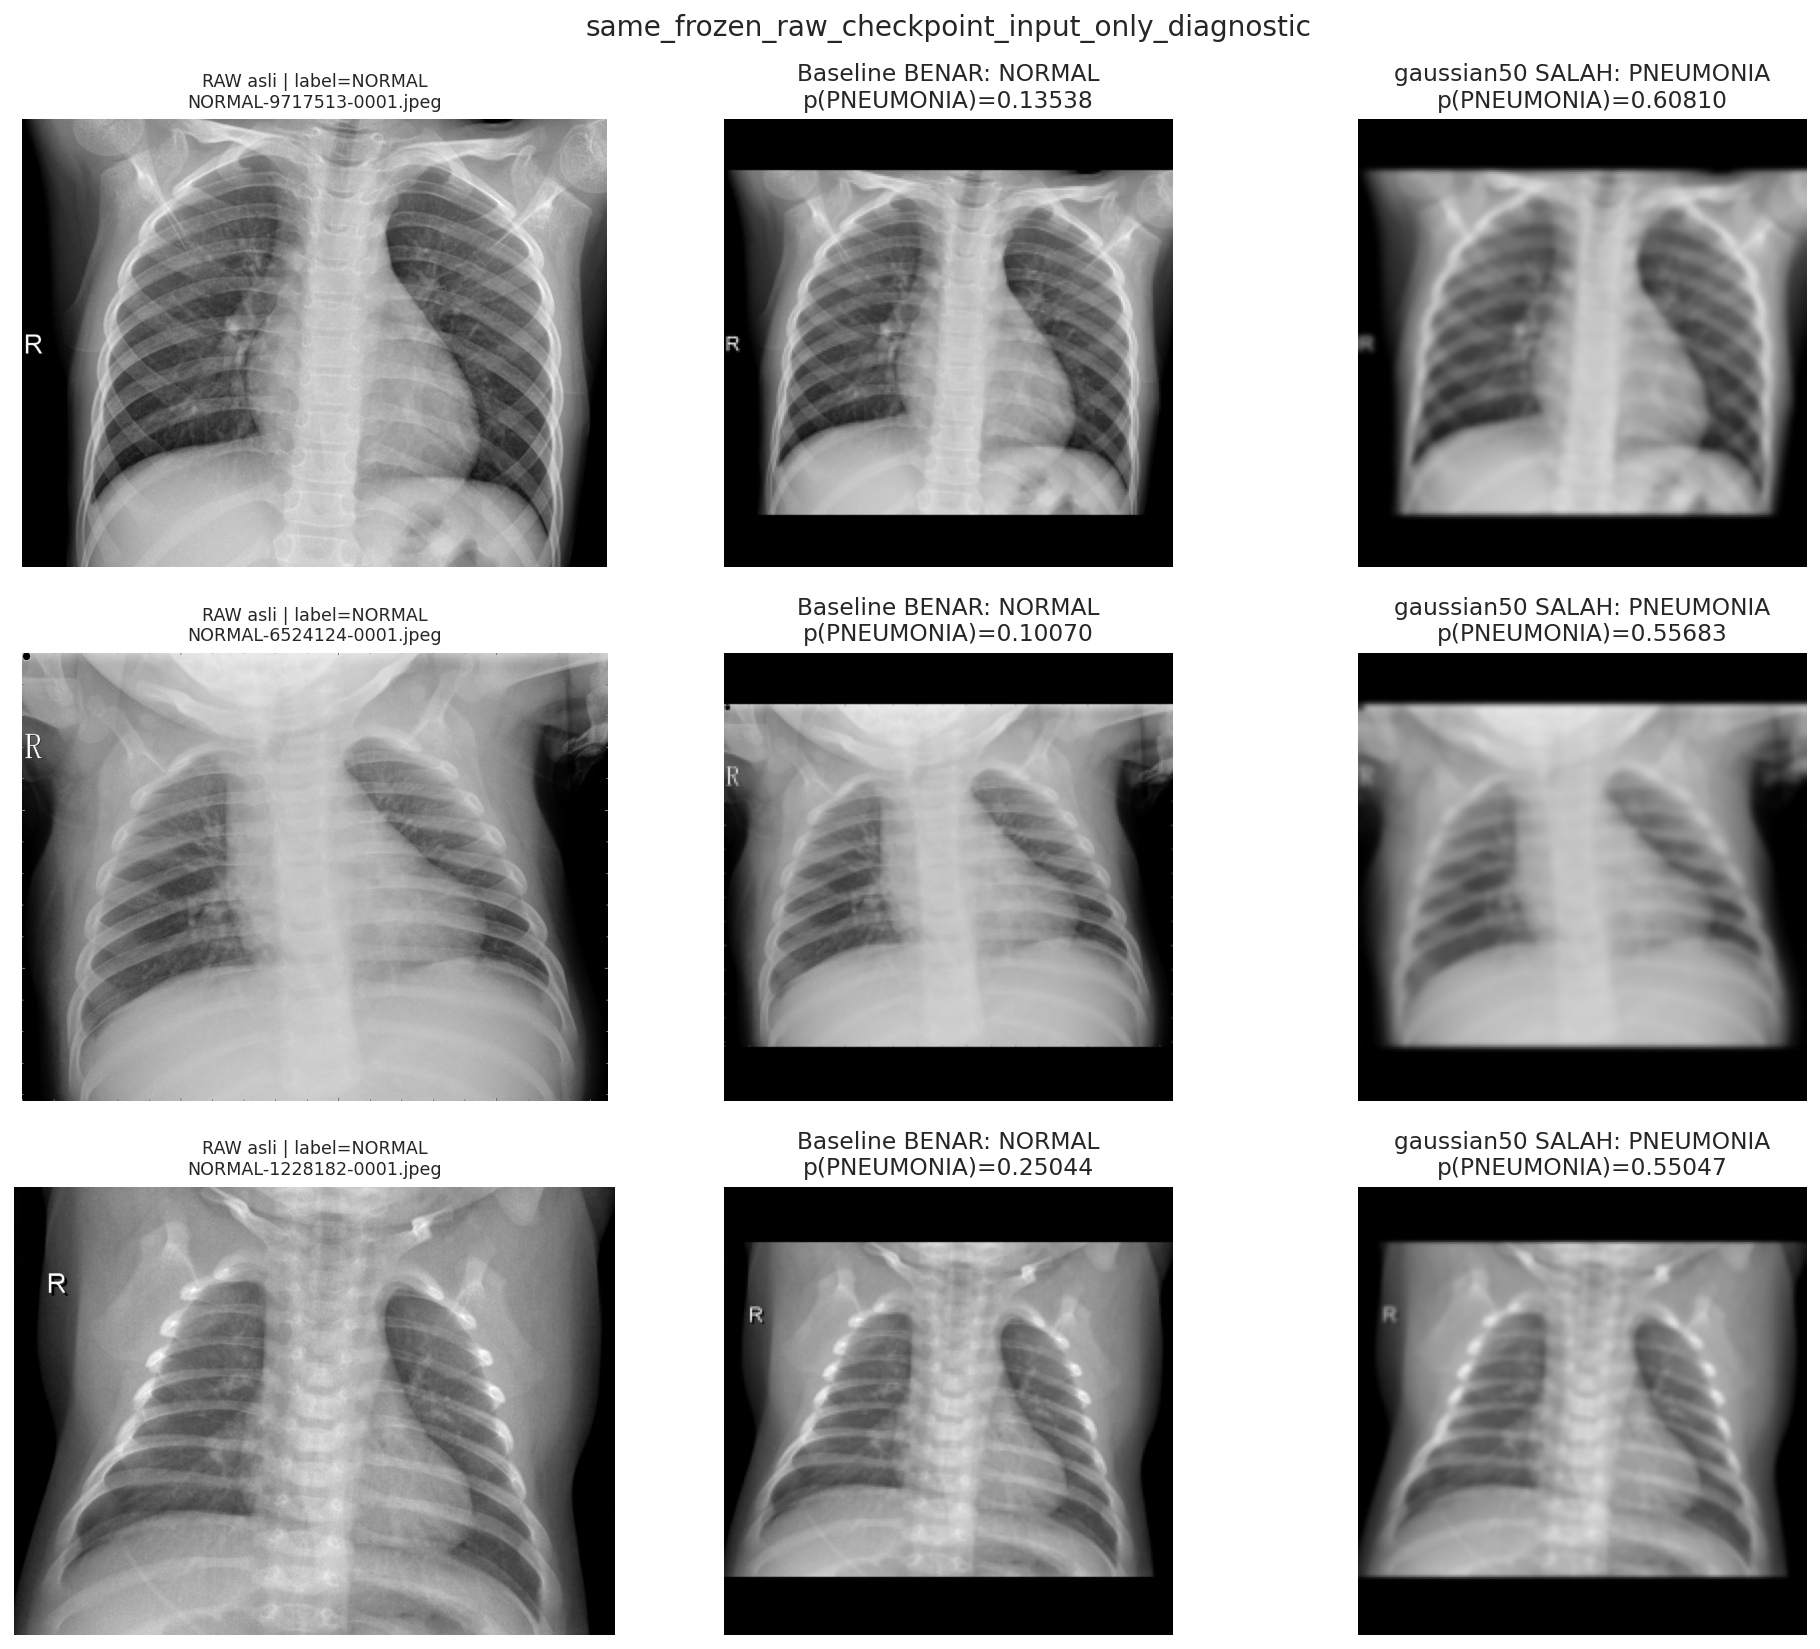 same_frozen_raw_checkpoint_input_only_diagnostic
RAW asli | label=NORMAL
NORMAL-9717513-0001.jpeg
Baseline BENAR: NORMAL
p(PNEUMONIA)=0.13538
gaussian50 SALAH: PNEUMONIA
p(PNEUMONIA)=0.60810
R
R
R
RAW asli | label=NORMAL
NORMAL-6524124-0001.jpeg
Baseline BENAR: NORMAL
p(PNEUMONIA)=0.10070
gaussian50 SALAH: PNEUMONIA
p(PNEUMONIA)=0.55683
R
R
R
RAW asli | label=NORMAL
NORMAL-1228182-0001.jpeg
Baseline BENAR: NORMAL
p(PNEUMONIA)=0.25044
gaussian50 SALAH: PNEUMONIA
p(PNEUMONIA)=0.55047
R
R
R